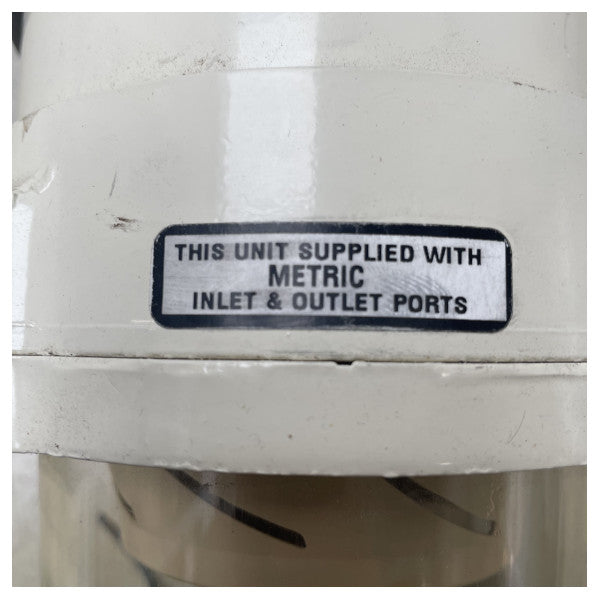 THIS UNIT SUPPLIED WITH
METRIC
INLET & OUTLET PORTS